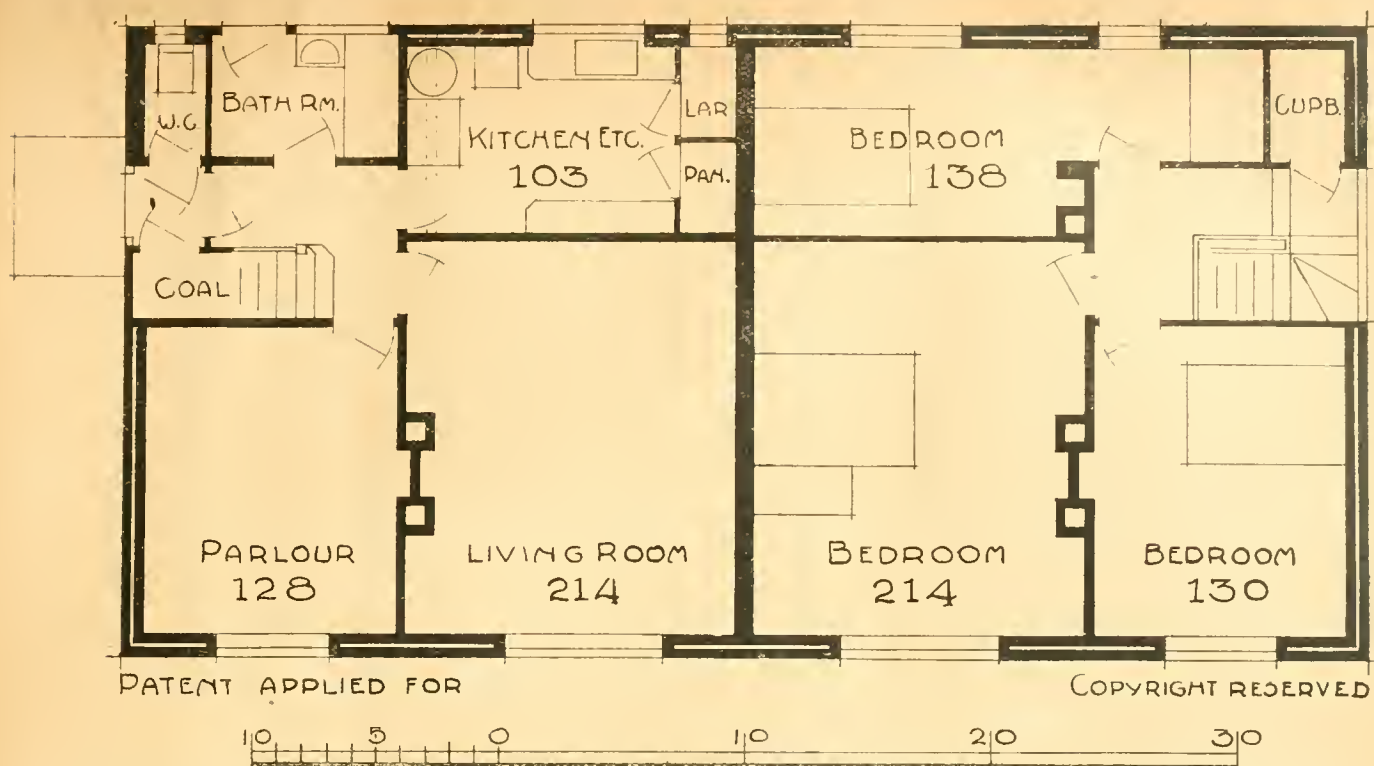 W.C.
BATH RM.
KITCHEN ETC.
103
LAR
PAN.
BEDROOM
138
CUPB.
COAL
PARLOUR
128
LIVING ROOM
214
BEDROOM
214
BEDROOM
130
PATENT APPLIED FOR
COPYRIGHT RESERVED
10 5 0 10 20 30